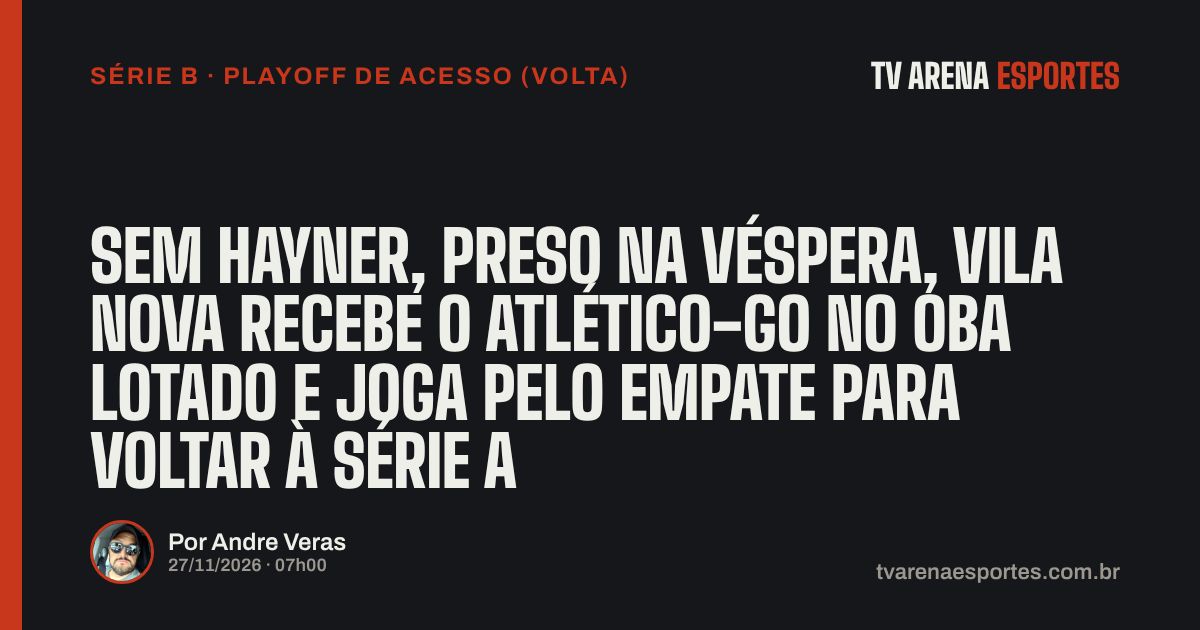 SÉRIE B · PLAYOFF DE ACESSO (VOLTA)
TV ARENA ESPORTES
SEM HAYNER, PRESO NA VÉSPERA, VILA
NOVA RECEBE O ATLÉTICO-GO NO OBA
LOTADO E JOGA PELO EMPATE PARA
VOLTAR À SÉRIE A
Por Andre Veras
27/11/2026 · 07h00
tvarenaesportes.com.br